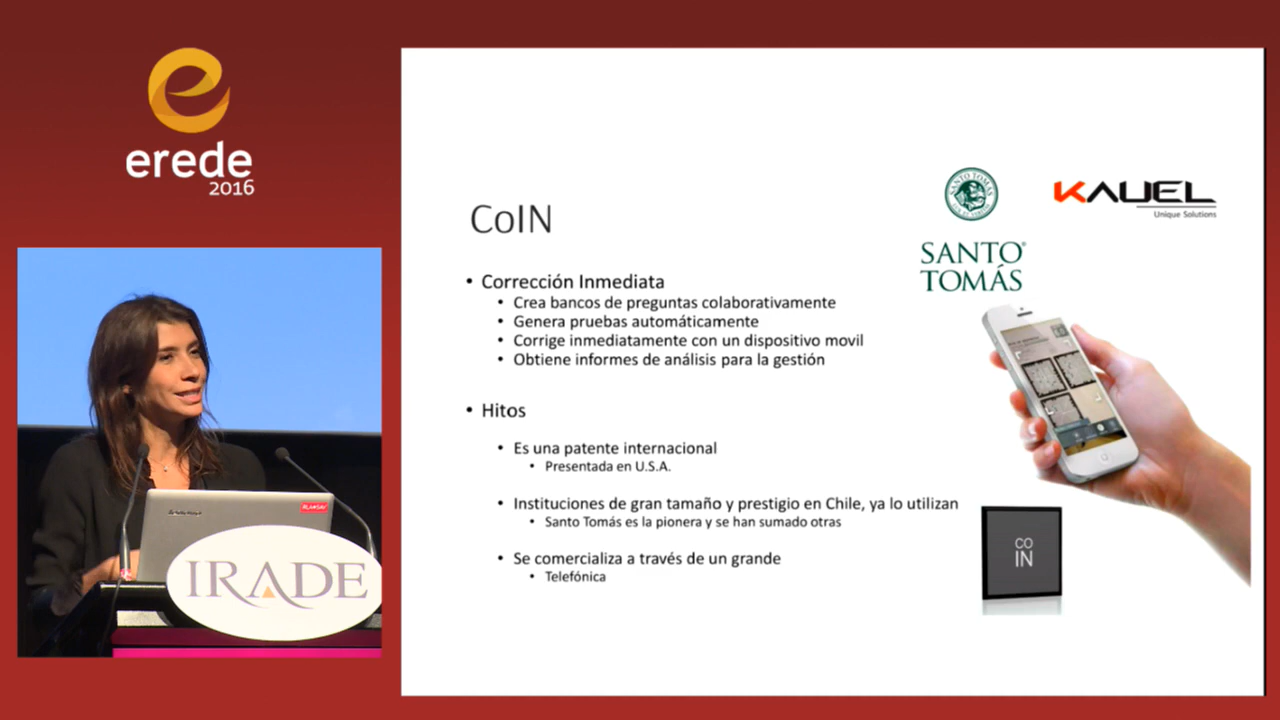 erede
2016
IRADE
CoIN
SANTO TOMÁS
SANTO
TOMÁS
KAUEL
Unique Solutions
• Corrección Inmediata
• Crea bancos de preguntas colaborativamente
• Genera pruebas automáticamente
• Corrige inmediatamente con un dispositivo movil
• Obtiene informes de análisis para la gestión
• Hitos
• Es una patente internacional
• Presentada en U.S.A.
• Instituciones de gran tamaño y prestigio en Chile, ya lo utilizan
• Santo Tomás es la pionera y se han sumado otras
• Se comercializa a través de un grande
• Telefónica
CO
IN